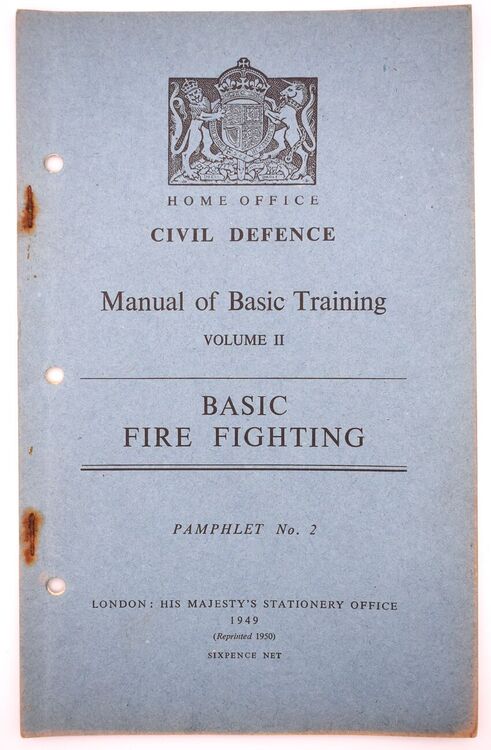 HOME OFFICE
CIVIL DEFENCE
Manual of Basic Training
VOLUME II
BASIC
FIRE FIGHTING
PAMPHLET No. 2
LONDON: HIS MAJESTY'S STATIONERY OFFICE
1949
(Reprinted 1950)
SIXPENCE NET